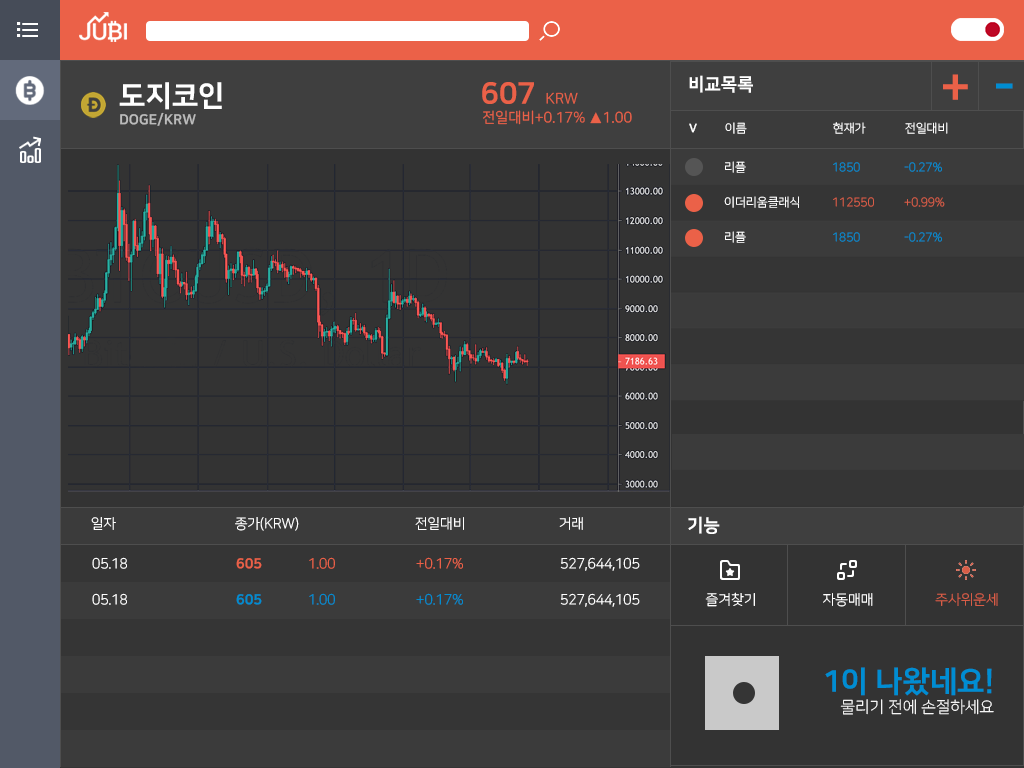 JUBI
도지코인
DOGE/KRW
607 KRW
전일대비+0.17% ▲1.00
비교목록
V 이름 현재가 전일대비
리플 1850 -0.27%
이더리움클래식 112550 +0.99%
리플 1850 -0.27%
13000.00
12000.00
11000.00
10000.00
9000.00
8000.00
7186.63
7000.00
6000.00
5000.00
4000.00
3000.00
일자 종가(KRW) 전일대비 거래
05.18 605 1.00 +0.17% 527,644,105
05.18 605 1.00 +0.17% 527,644,105
기능
즐겨찾기 자동매매 주사위운세
1이 나왔네요!
물리기 전에 손절하세요